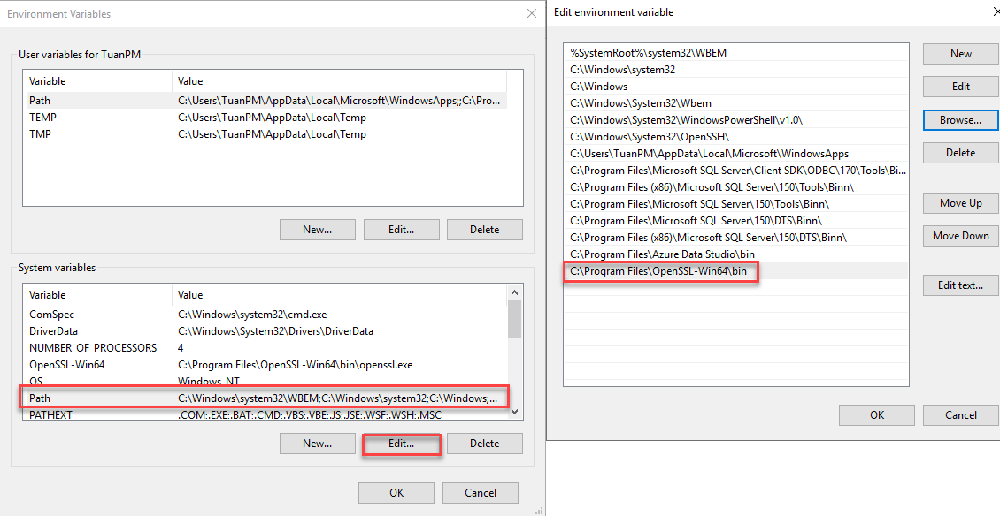 Environment Variables
User variables for TuanPM
Variable Value
Path C:\Users\TuanPM\AppData\Local\Microsoft\WindowsApps;;C:\Pro...
TEMP C:\Users\TuanPM\AppData\Local\Temp
TMP C:\Users\TuanPM\AppData\Local\Temp
New... Edit... Delete
System variables
Variable Value
ComSpec C:\Windows\system32\cmd.exe
DriverData C:\Windows\System32\Drivers\DriverData
NUMBER_OF_PROCESSORS 4
OpenSSL-Win64 C:\Program Files\OpenSSL-Win64\bin\openssl.exe
OS Windows_NT
Path C:\Windows\system32\WBEM;C:\Windows\system32;C:\Windows;...
PATHEXT .COM;.EXE;.BAT;.CMD;.VBS;.VBE;.JS;.JSE;.WSF;.WSH;.MSC
New... Edit... Delete
OK Cancel
Edit environment variable
%SystemRoot%\system32\WBEM
C:\Windows\system32
C:\Windows
C:\Windows\System32\Wbem
C:\Windows\System32\WindowsPowerShell\v1.0\
C:\Windows\System32\OpenSSH\
C:\Users\TuanPM\AppData\Local\Microsoft\WindowsApps
C:\Program Files\Microsoft SQL Server\Client SDK\ODBC\170\Tools\Bi...
C:\Program Files (x86)\Microsoft SQL Server\150\Tools\Binn\
C:\Program Files\Microsoft SQL Server\150\Tools\Binn\
C:\Program Files\Microsoft SQL Server\150\DTS\Binn\
C:\Program Files (x86)\Microsoft SQL Server\150\DTS\Binn\
C:\Program Files\Azure Data Studio\bin
C:\Program Files\OpenSSL-Win64\bin
New
Edit
Browse...
Delete
Move Up
Move Down
Edit text...
OK Cancel